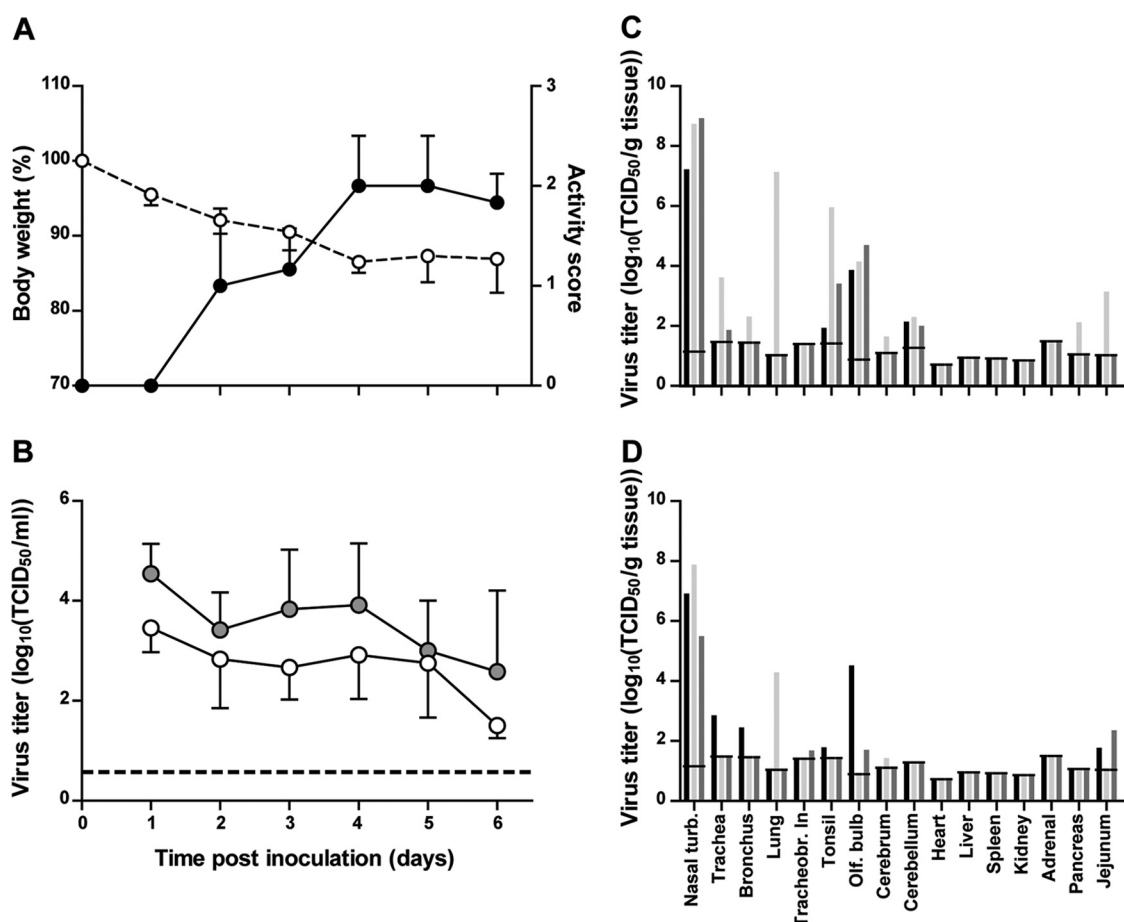 A
Body weight (%)
110
100
90
80
70
3
2
1
0
Activity score
B
Virus titer (log10(TCID50/ml))
6
4
2
0
0 1 2 3 4 5 6
Time post inoculation (days)
C
Virus titer (log10(TCID50/g tissue))
10
8
6
4
2
0
D
Virus titer (log10(TCID50/g tissue))
10
8
6
4
2
0
Nasal turb.
Trachea
Bronchus
Lung
Tracheobr. ln
Tonsil
Olf. bulb
Cerebrum
Cerebellum
Heart
Liver
Spleen
Kidney
Adrenal
Pancreas
Jejunum